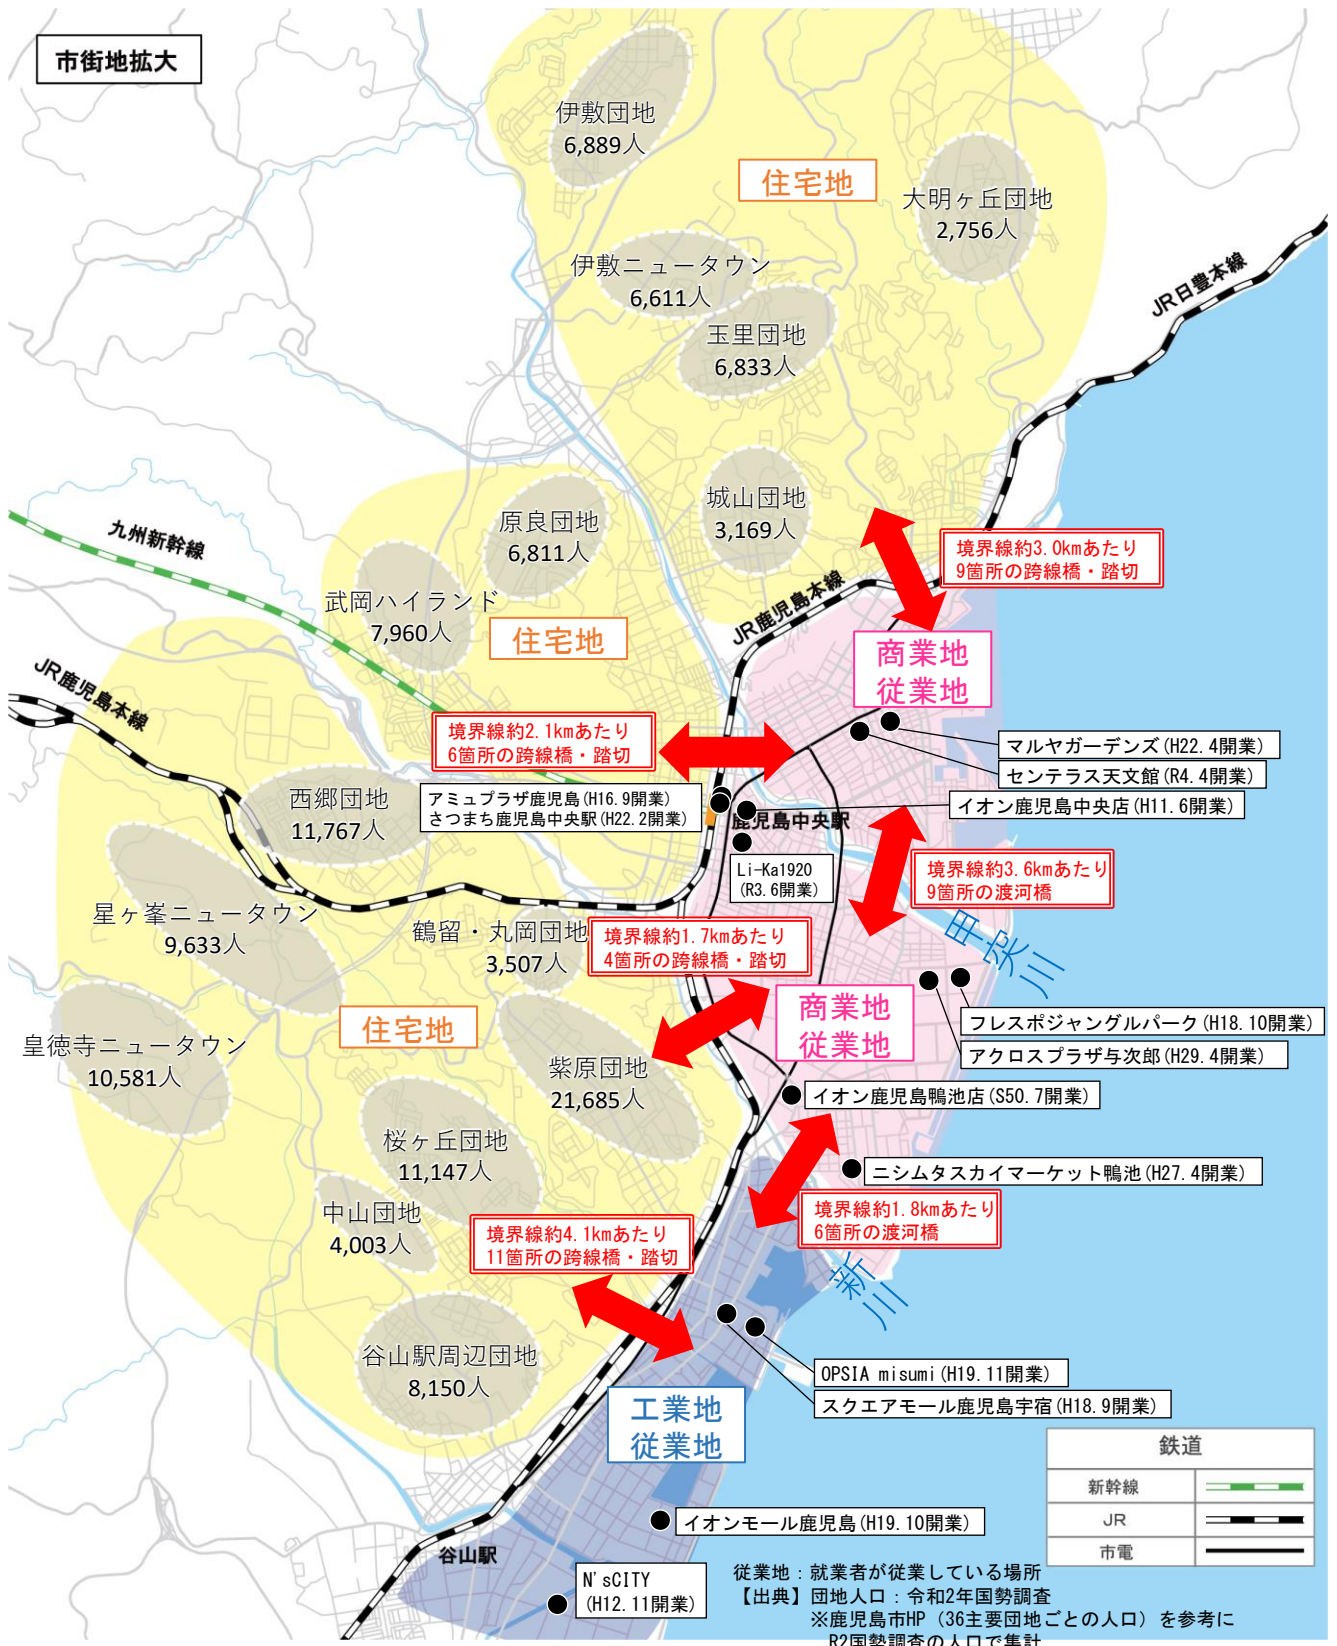 市街地拡大
伊敷団地
6,889人
住宅地
大明ヶ丘団地
2,756人
伊敷ニュータウン
6,611人
玉里団地
6,833人
JR日豊本線
城山団地
3,169人
原良団地
6,811人
九州新幹線
武岡ハイランド
7,960人
住宅地
JR鹿児島本線
境界線約3.0kmあたり
9箇所の跨線橋・踏切
商業地
従業地
JR鹿児島本線
境界線約2.1kmあたり
6箇所の跨線橋・踏切
マルヤガーデンズ(H22.4開業)
センテラス天文館(R4.4開業)
イオン鹿児島中央店(H11.6開業)
アミュプラザ鹿児島(H16.9開業)
さつまち鹿児島中央駅(H22.2開業)
鹿児島中央駅
Li-Ka1920
(R3.6開業)
西郷団地
11,767人
境界線約3.6kmあたり
9箇所の渡河橋
甲突川
星ヶ峯ニュータウン
9,633人
鶴留・丸岡団地
3,507人
境界線約1.7kmあたり
4箇所の跨線橋・踏切
住宅地
商業地
従業地
フレスポジャングルパーク(H18.10開業)
アクロスプラザ与次郎(H29.4開業)
皇徳寺ニュータウン
10,581人
紫原団地
21,685人
イオン鹿児島鴨池店(S50.7開業)
桜ヶ丘団地
11,147人
ニシムタスカイマーケット鴨池(H27.4開業)
中山団地
4,003人
境界線約4.1kmあたり
11箇所の跨線橋・踏切
境界線約1.8kmあたり
6箇所の渡河橋
新川
谷山駅周辺団地
8,150人
OPSIA misumi(H19.11開業)
スクエアモール鹿児島宇宿(H18.9開業)
工業地
従業地
鉄道
新幹線
JR
市電
イオンモール鹿児島(H19.10開業)
谷山駅
N'sCITY
(H12.11開業)
従業地：就業者が従業している場所
【出典】団地人口：令和2年国勢調査
※鹿児島市HP（36主要団地ごとの人口）を参考に
R2国勢調査の人口で集計